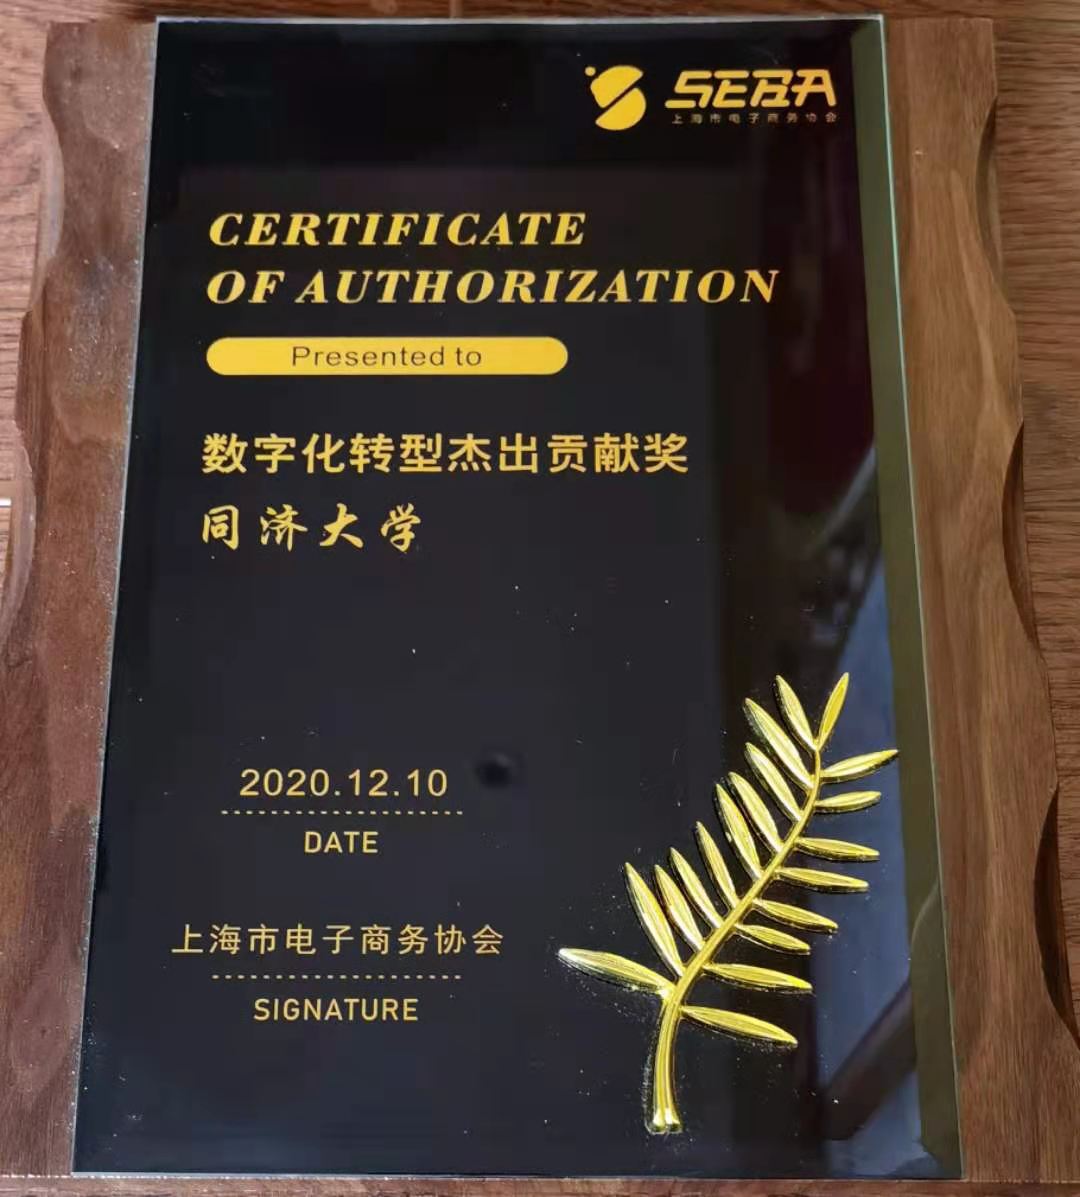 SEBA
上海市电子商务协会
CERTIFICATE
OF AUTHORIZATION
Presented to
数字化转型杰出贡献奖
同济大学
2020.12.10
DATE
上海市电子商务协会
SIGNATURE